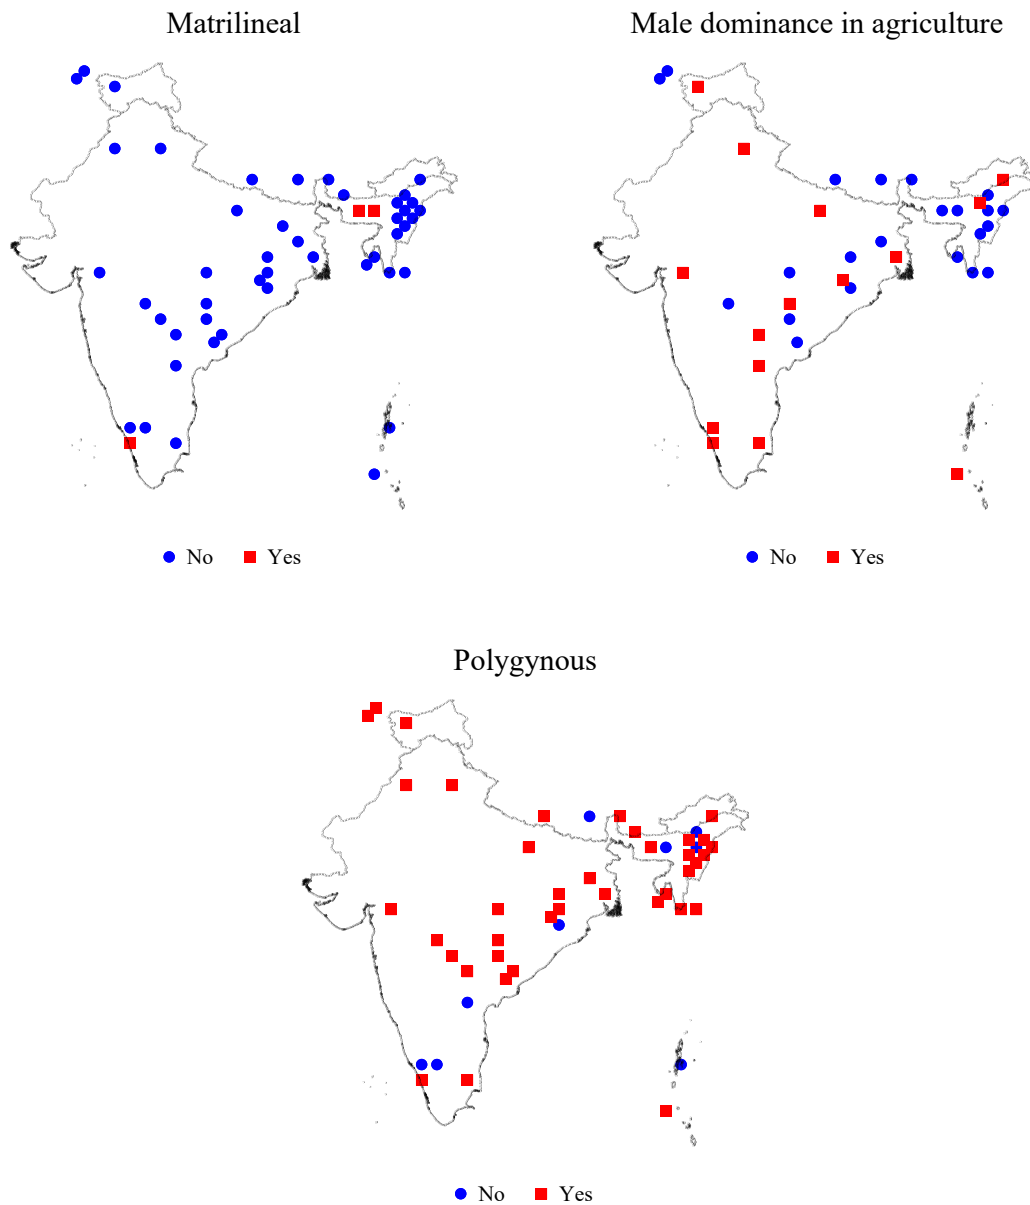 Matrilineal
Male dominance in agriculture
No Yes
No Yes
Polygynous
No Yes